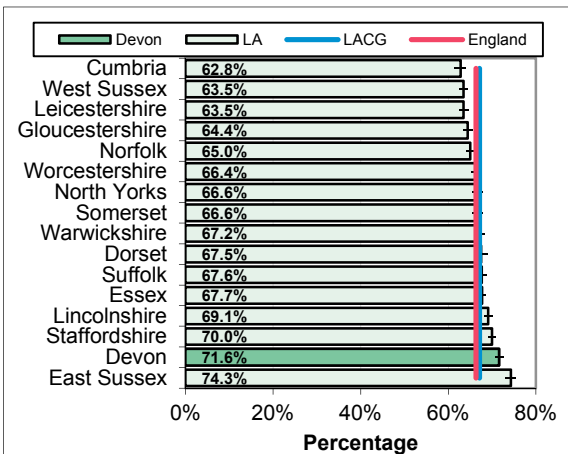 Devon LA LACG England
Cumbria 62.8%
West Sussex 63.5%
Leicestershire 63.5%
Gloucestershire 64.4%
Norfolk 65.0%
Worcestershire 66.4%
North Yorks 66.6%
Somerset 66.6%
Warwickshire 67.2%
Dorset 67.5%
Suffolk 67.6%
Essex 67.7%
Lincolnshire 69.1%
Staffordshire 70.0%
Devon 71.6%
East Sussex 74.3%
0% 20% 40% 60% 80%
Percentage